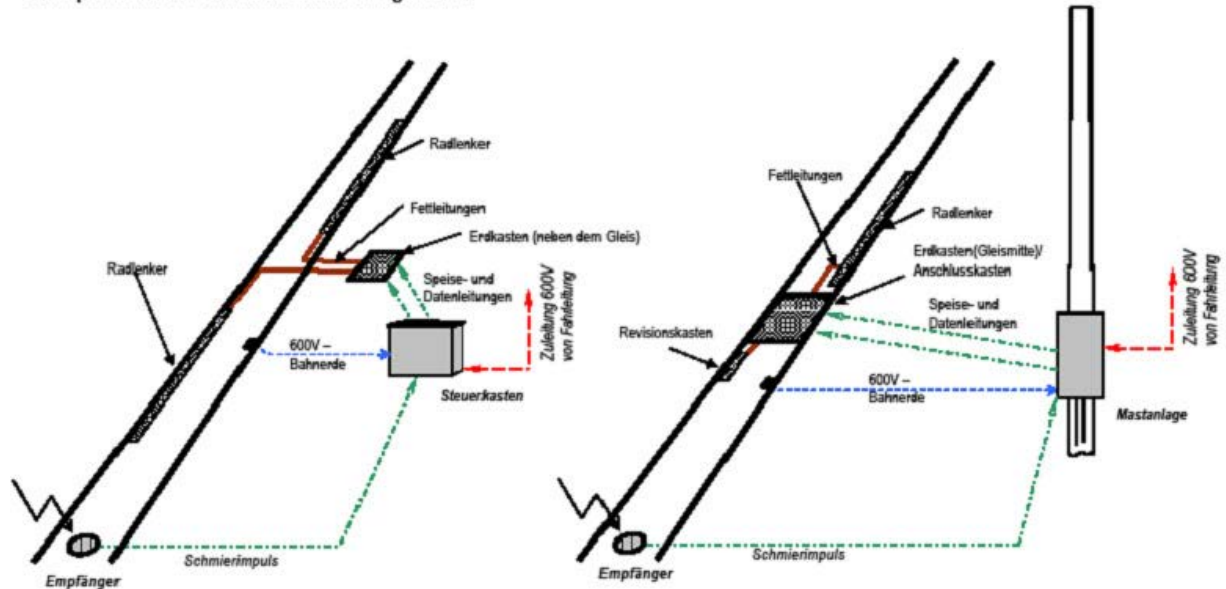 Radlenker
Fettleitungen
Erdkasten (neben dem Gleis)
Radlenker
Speise- und
Datenleitungen
Zuleitung 600V
von Fahrleitung
600V –
Bahnerde
Steuerkasten
Schmierimpuls
Empfänger
Fettleitungen
Radlenker
Erdkasten(Gleismitte)/
Anschlusskasten
Speise- und
Datenleitungen
Zuleitung 600V
von Fahrleitung
Revisionskasten
600V –
Bahnerde
Mastanlage
Schmierimpuls
Empfänger